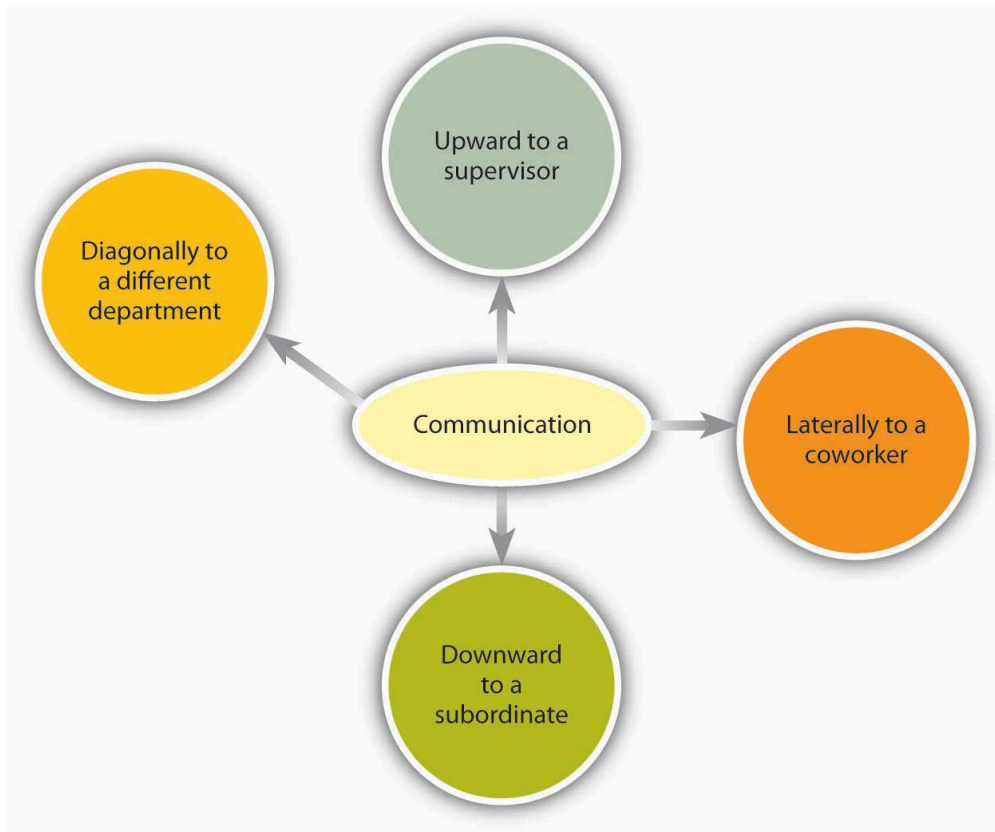 Upward to a
supervisor
Diagonally to
a different
department
Communication
Laterally to a
coworker
Downward
to a
subordinate